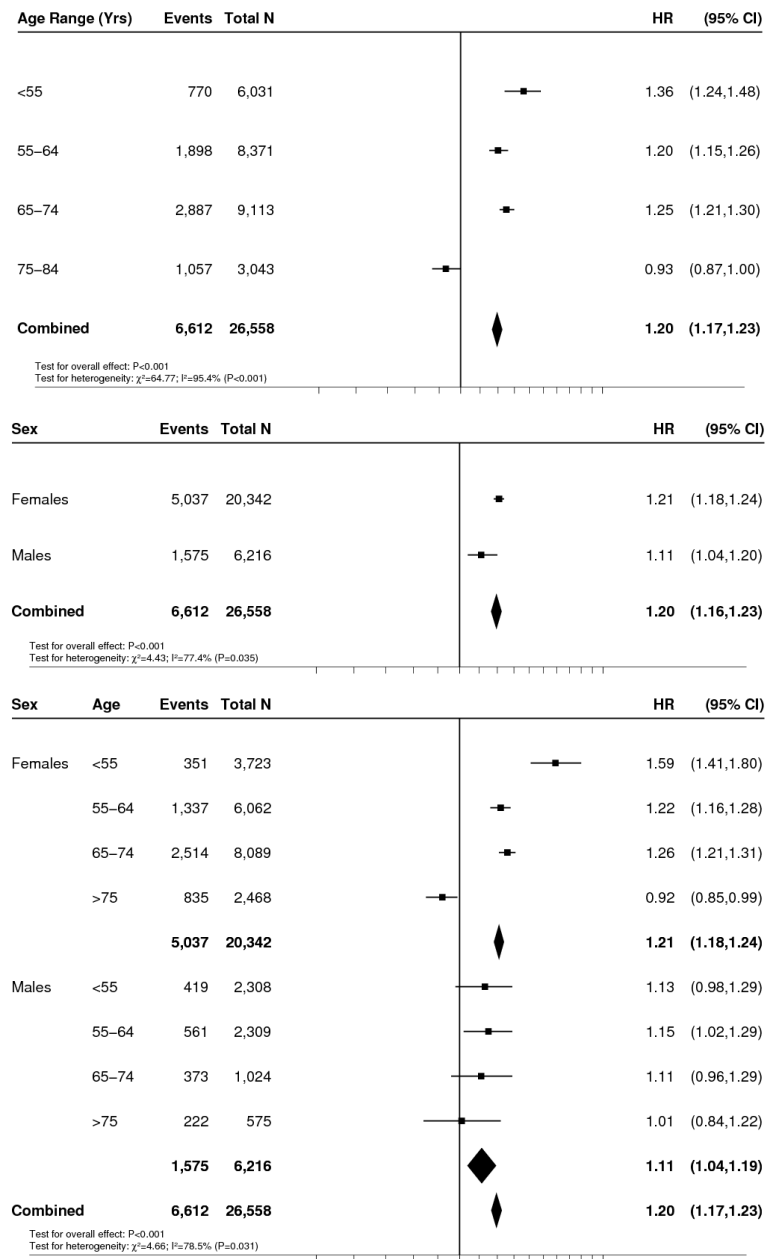 Age Range (Yrs) Events Total N HR (95% CI)
<55 770 6,031 1.36 (1.24,1.48)
55−64 1,898 8,371 1.20 (1.15,1.26)
65−74 2,887 9,113 1.25 (1.21,1.30)
75−84 1,057 3,043 0.93 (0.87,1.00)
Combined 6,612 26,558 1.20 (1.17,1.23)
Test for overall effect: P<0.001
Test for heterogeneity: χ²=64.77; I²=95.4% (P<0.001)
Sex Events Total N HR (95% CI)
Females 5,037 20,342 1.21 (1.18,1.24)
Males 1,575 6,216 1.11 (1.04,1.20)
Combined 6,612 26,558 1.20 (1.16,1.23)
Test for overall effect: P<0.001
Test for heterogeneity: χ²=4.43; I²=77.4% (P=0.035)
Sex Age Events Total N HR (95% CI)
Females <55 351 3,723 1.59 (1.41,1.80)
55−64 1,337 6,062 1.22 (1.16,1.28)
65−74 2,514 8,089 1.26 (1.21,1.31)
>75 835 2,468 0.92 (0.85,0.99)
5,037 20,342 1.21 (1.18,1.24)
Males <55 419 2,308 1.13 (0.98,1.29)
55−64 561 2,309 1.15 (1.02,1.29)
65−74 373 1,024 1.11 (0.96,1.29)
>75 222 575 1.01 (0.84,1.22)
1,575 6,216 1.11 (1.04,1.19)
Combined 6,612 26,558 1.20 (1.17,1.23)
Test for overall effect: P<0.001
Test for heterogeneity: χ²=4.66; I²=78.5% (P=0.031)